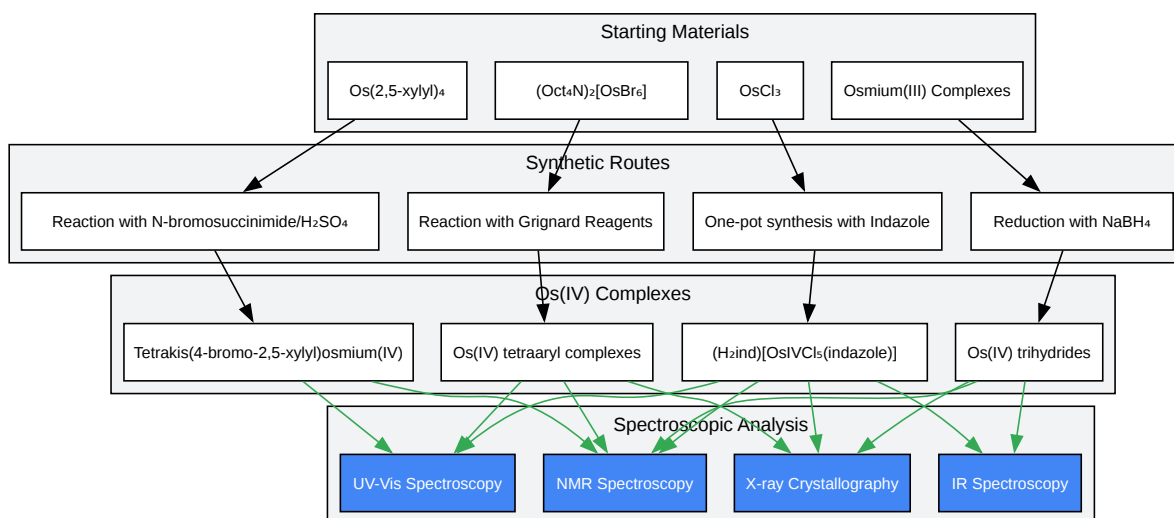 Starting Materials
Os(2,5-xylyl)₄
(Oct₄N)₂[OsBr₆]
OsCl₃
Osmium(III) Complexes
Synthetic Routes
Reaction with N-bromosuccinimide/H₂SO₄
Reaction with Grignard Reagents
One-pot synthesis with Indazole
Reduction with NaBH₄
Os(IV) Complexes
Tetrakis(4-bromo-2,5-xylyl)osmium(IV)
Os(IV) tetraaryl complexes
(H₂ind)[OsIVCl₅(indazole)]
Os(IV) trihydrides
Spectroscopic Analysis
UV-Vis Spectroscopy
NMR Spectroscopy
X-ray Crystallography
IR Spectroscopy